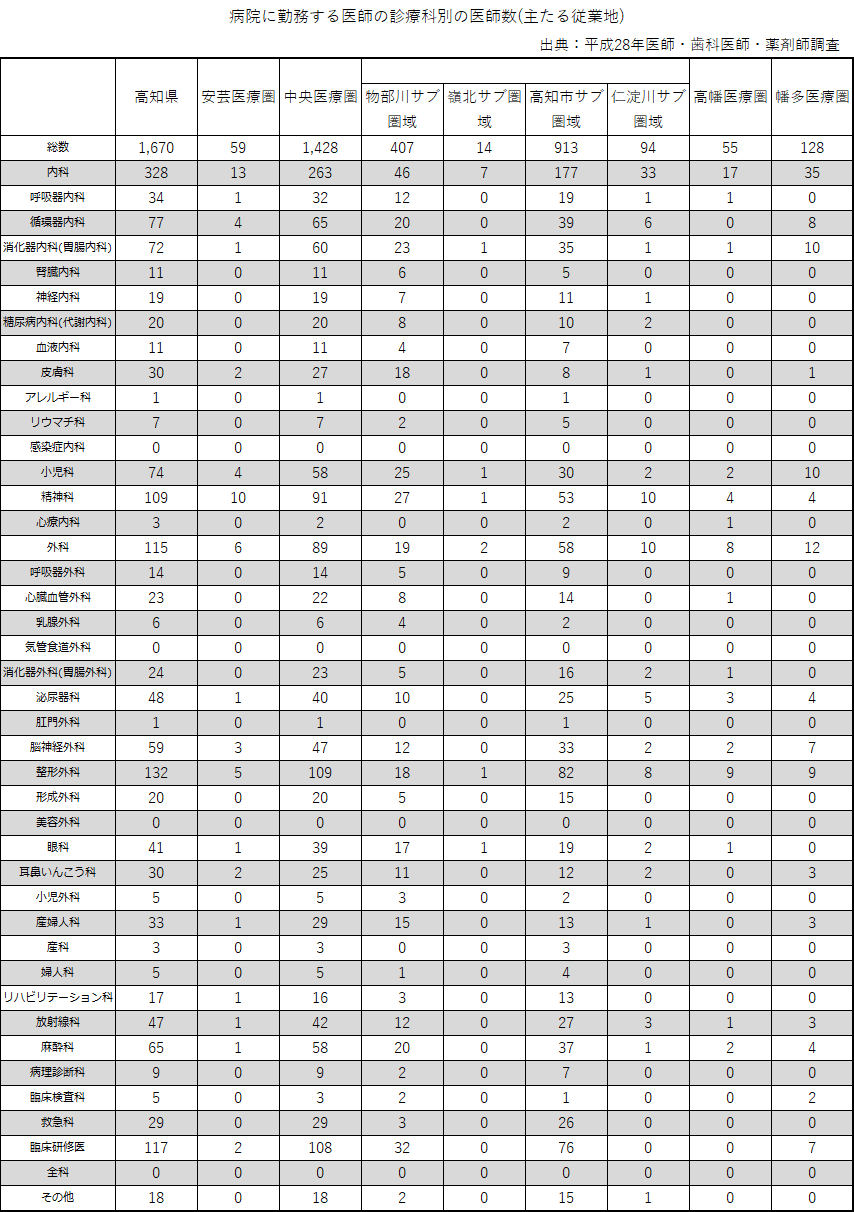 病院に勤務する医師の診療科別の医師数(主たる従業地)
出典：平成28年医師・歯科医師・薬剤師調査
高知県 安芸医療圏 中央医療圏 物部川サブ圏域 嶺北サブ圏域 高知市サブ圏域 仁淀川サブ圏域 高幡医療圏 幡多医療圏
総数 1,670 59 1,428 407 14 913 94 55 128
内科 328 13 263 46 7 177 33 17 35
呼吸器内科 34 1 32 12 0 19 1 1 0
循環器内科 77 4 65 20 0 39 6 0 8
消化器内科(胃腸内科) 72 1 60 23 1 35 1 1 10
腎臓内科 11 0 11 6 0 5 0 0 0
神経内科 19 0 19 7 0 11 1 0 0
糖尿病内科(代謝内科) 20 0 20 8 0 10 2 0 0
血液内科 11 0 11 4 0 7 0 0 0
皮膚科 30 2 27 18 0 8 1 0 1
アレルギー科 1 0 1 0 0 1 0 0 0
リウマチ科 7 0 7 2 0 5 0 0 0
感染症内科 0 0 0 0 0 0 0 0 0
小児科 74 4 58 25 1 30 2 2 10
精神科 109 10 91 27 1 53 10 4 4
心療内科 3 0 2 0 0 2 0 1 0
外科 115 6 89 19 2 58 10 8 12
呼吸器外科 14 0 14 5 0 9 0 0 0
心臓血管外科 23 0 22 8 0 14 0 1 0
乳腺外科 6 0 6 4 0 2 0 0 0
気管食道外科 0 0 0 0 0 0 0 0 0
消化器外科(胃腸外科) 24 0 23 5 0 16 2 1 0
泌尿器科 48 1 40 10 0 25 5 3 4
肛門外科 1 0 1 0 0 1 0 0 0
脳神経外科 59 3 47 12 0 33 2 2 7
整形外科 132 5 109 18 1 82 8 9 9
形成外科 20 0 20 5 0 15 0 0 0
美容外科 0 0 0 0 0 0 0 0 0
眼科 41 1 39 17 1 19 2 1 0
耳鼻いんこう科 30 2 25 11 0 12 2 0 3
小児外科 5 0 5 3 0 2 0 0 0
産婦人科 33 1 29 15 0 13 1 0 3
産科 3 0 3 0 0 3 0 0 0
婦人科 5 0 5 1 0 4 0 0 0
リハビリテーション科 17 1 16 3 0 13 0 0 0
放射線科 47 1 42 12 0 27 3 1 3
麻酔科 65 1 58 20 0 37 1 2 4
病理診断科 9 0 9 2 0 7 0 0 0
臨床検査科 5 0 3 2 0 1 0 0 2
救急科 29 0 29 3 0 26 0 0 0
臨床研修医 117 2 108 32 0 76 0 0 7
全科 0 0 0 0 0 0 0 0 0
その他 18 0 18 2 0 15 1 0 0